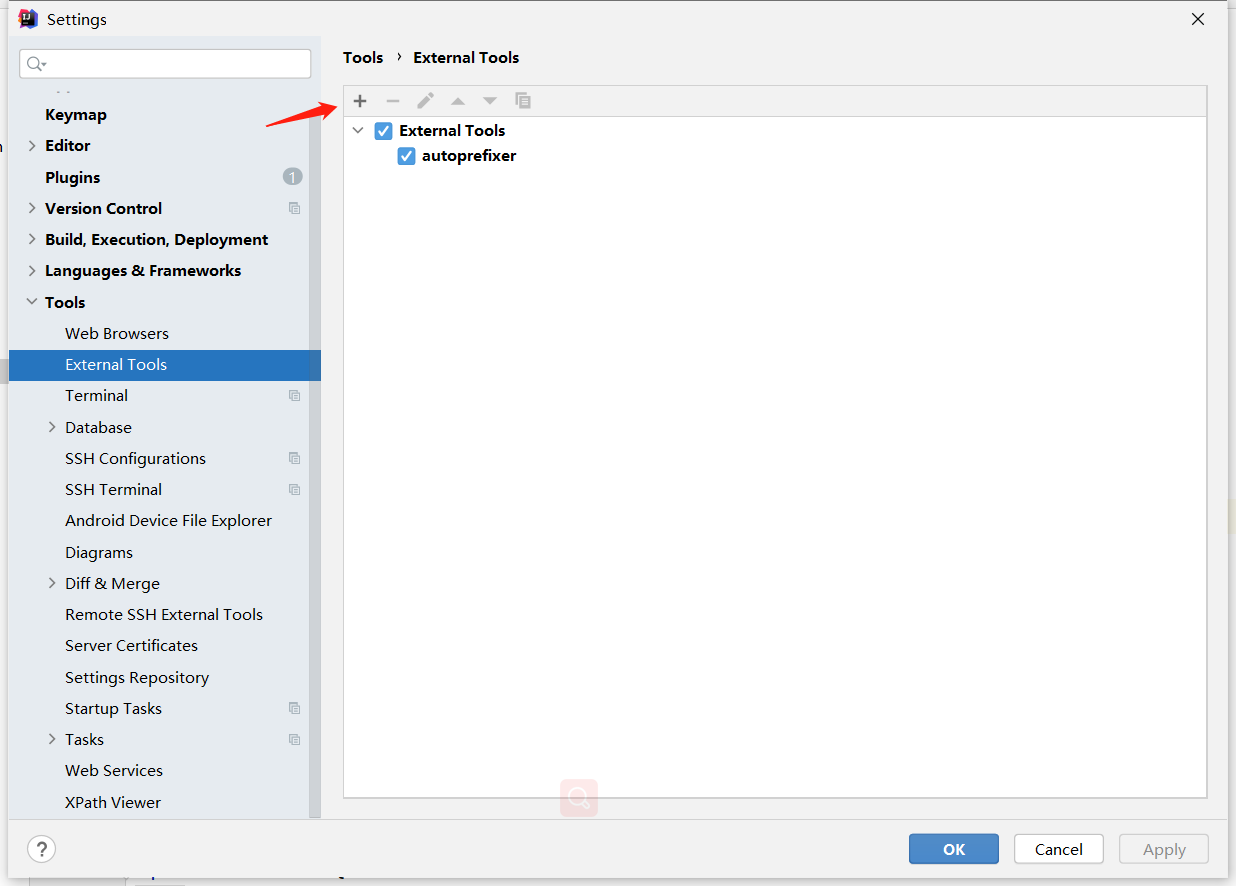 Settings
Tools › External Tools
Keymap
Editor
Plugins 1
Version Control
Build, Execution, Deployment
Languages & Frameworks
Tools
Web Browsers
External Tools
Terminal
Database
SSH Configurations
SSH Terminal
Android Device File Explorer
Diagrams
Diff & Merge
Remote SSH External Tools
Server Certificates
Settings Repository
Startup Tasks
Tasks
Web Services
XPath Viewer
External Tools
autoprefixer
?
OK
Cancel
Apply